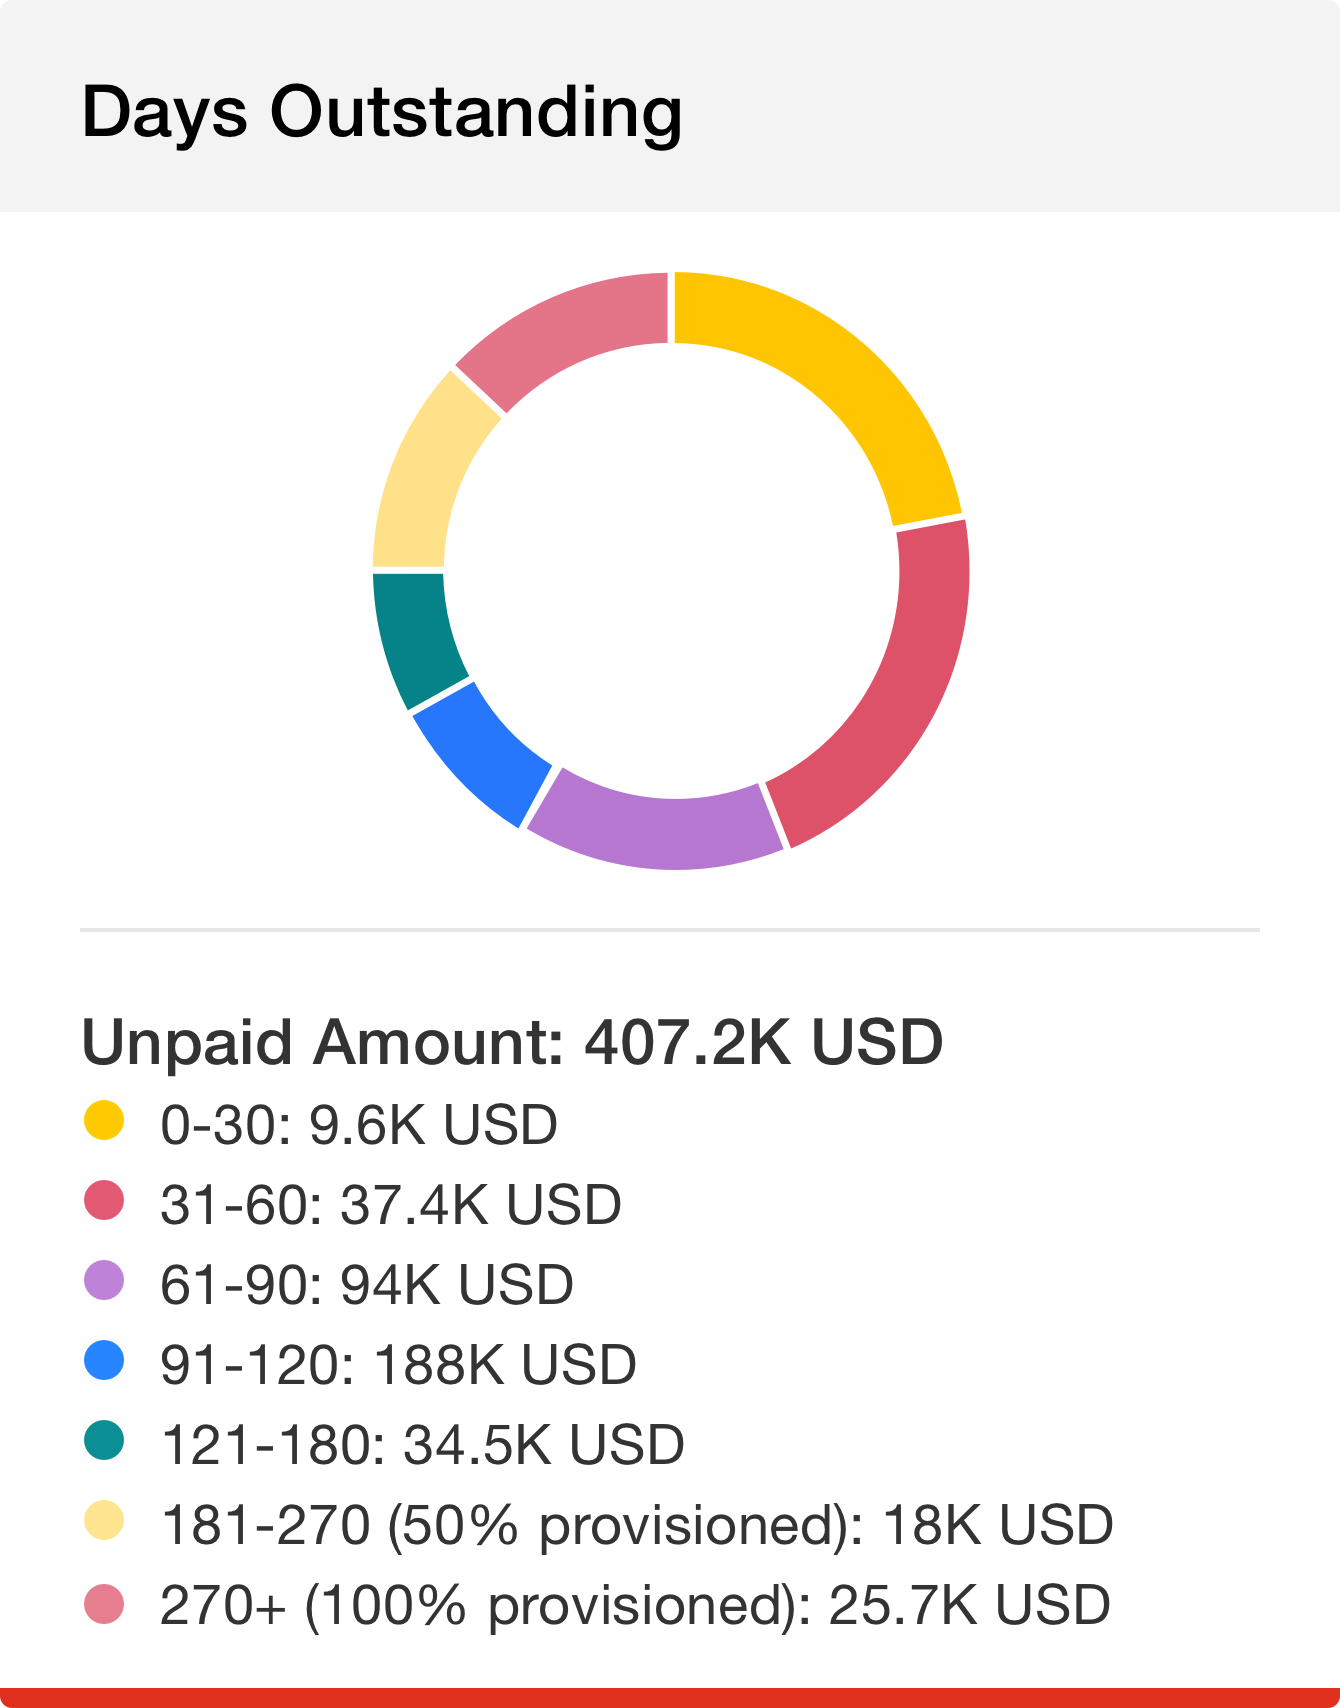 Days Outstanding
Unpaid Amount: 407.2K USD
0-30: 9.6K USD
31-60: 37.4K USD
61-90: 94K USD
91-120: 188K USD
121-180: 34.5K USD
181-270 (50% provisioned): 18K USD
270+ (100% provisioned): 25.7K USD